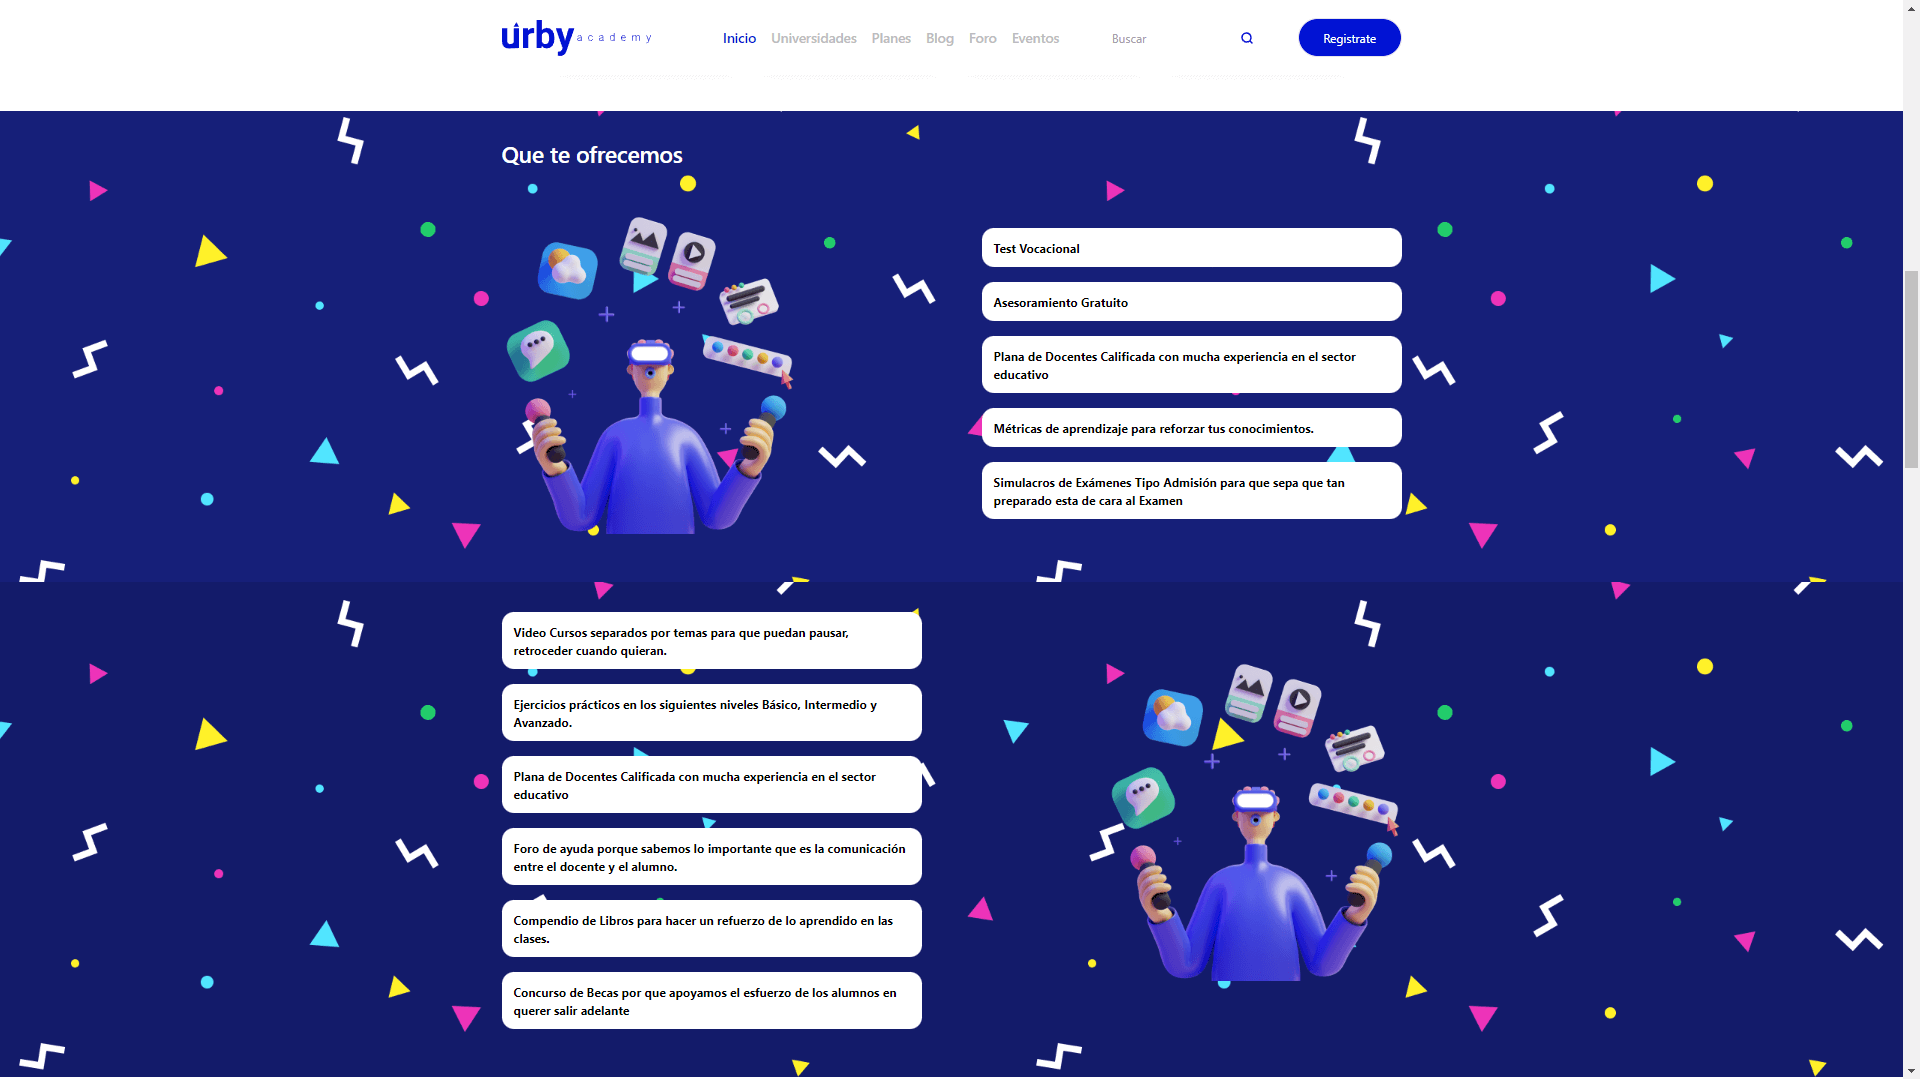 urby academy
Inicio Universidades Planes Blog Foro Eventos Buscar Registrate
Que te ofrecemos
Test Vocacional
Asesoramiento Gratuito
Plana de Docentes Calificada con mucha experiencia en el sector
educativo
Métricas de aprendizaje para reforzar tus conocimientos.
Simulacros de Exámenes Tipo Admisión para que sepa que tan
preparado esta de cara al Examen
Video Cursos separados por temas para que puedan pausar,
retroceder cuando quieran.
Ejercicios prácticos en los siguientes niveles Básico, Intermedio y
Avanzado.
Plana de Docentes Calificada con mucha experiencia en el sector
educativo
Foro de ayuda porque sabemos lo importante que es la comunicación
entre el docente y el alumno.
Compendio de Libros para hacer un refuerzo de lo aprendido en las
clases.
Concurso de Becas por que apoyamos el esfuerzo de los alumnos en
querer salir adelante